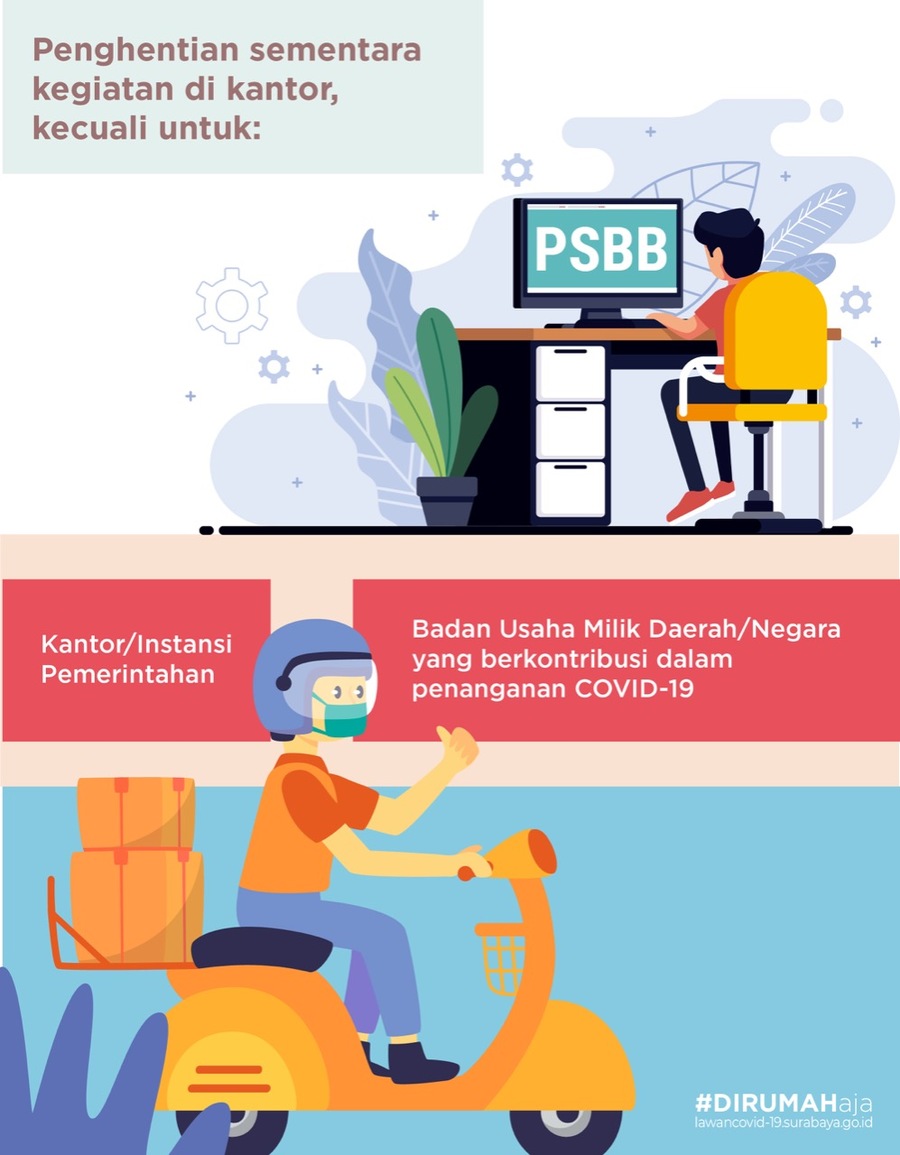 Penghentian sementara
kegiatan di kantor,
kecuali untuk:
PSBB
Kantor/Instansi
Pemerintahan
Badan Usaha Milik Daerah/Negara
yang berkontribusi dalam
penanganan COVID-19
#DIRUMAHaja
lawancovid-19.surabaya.go.id